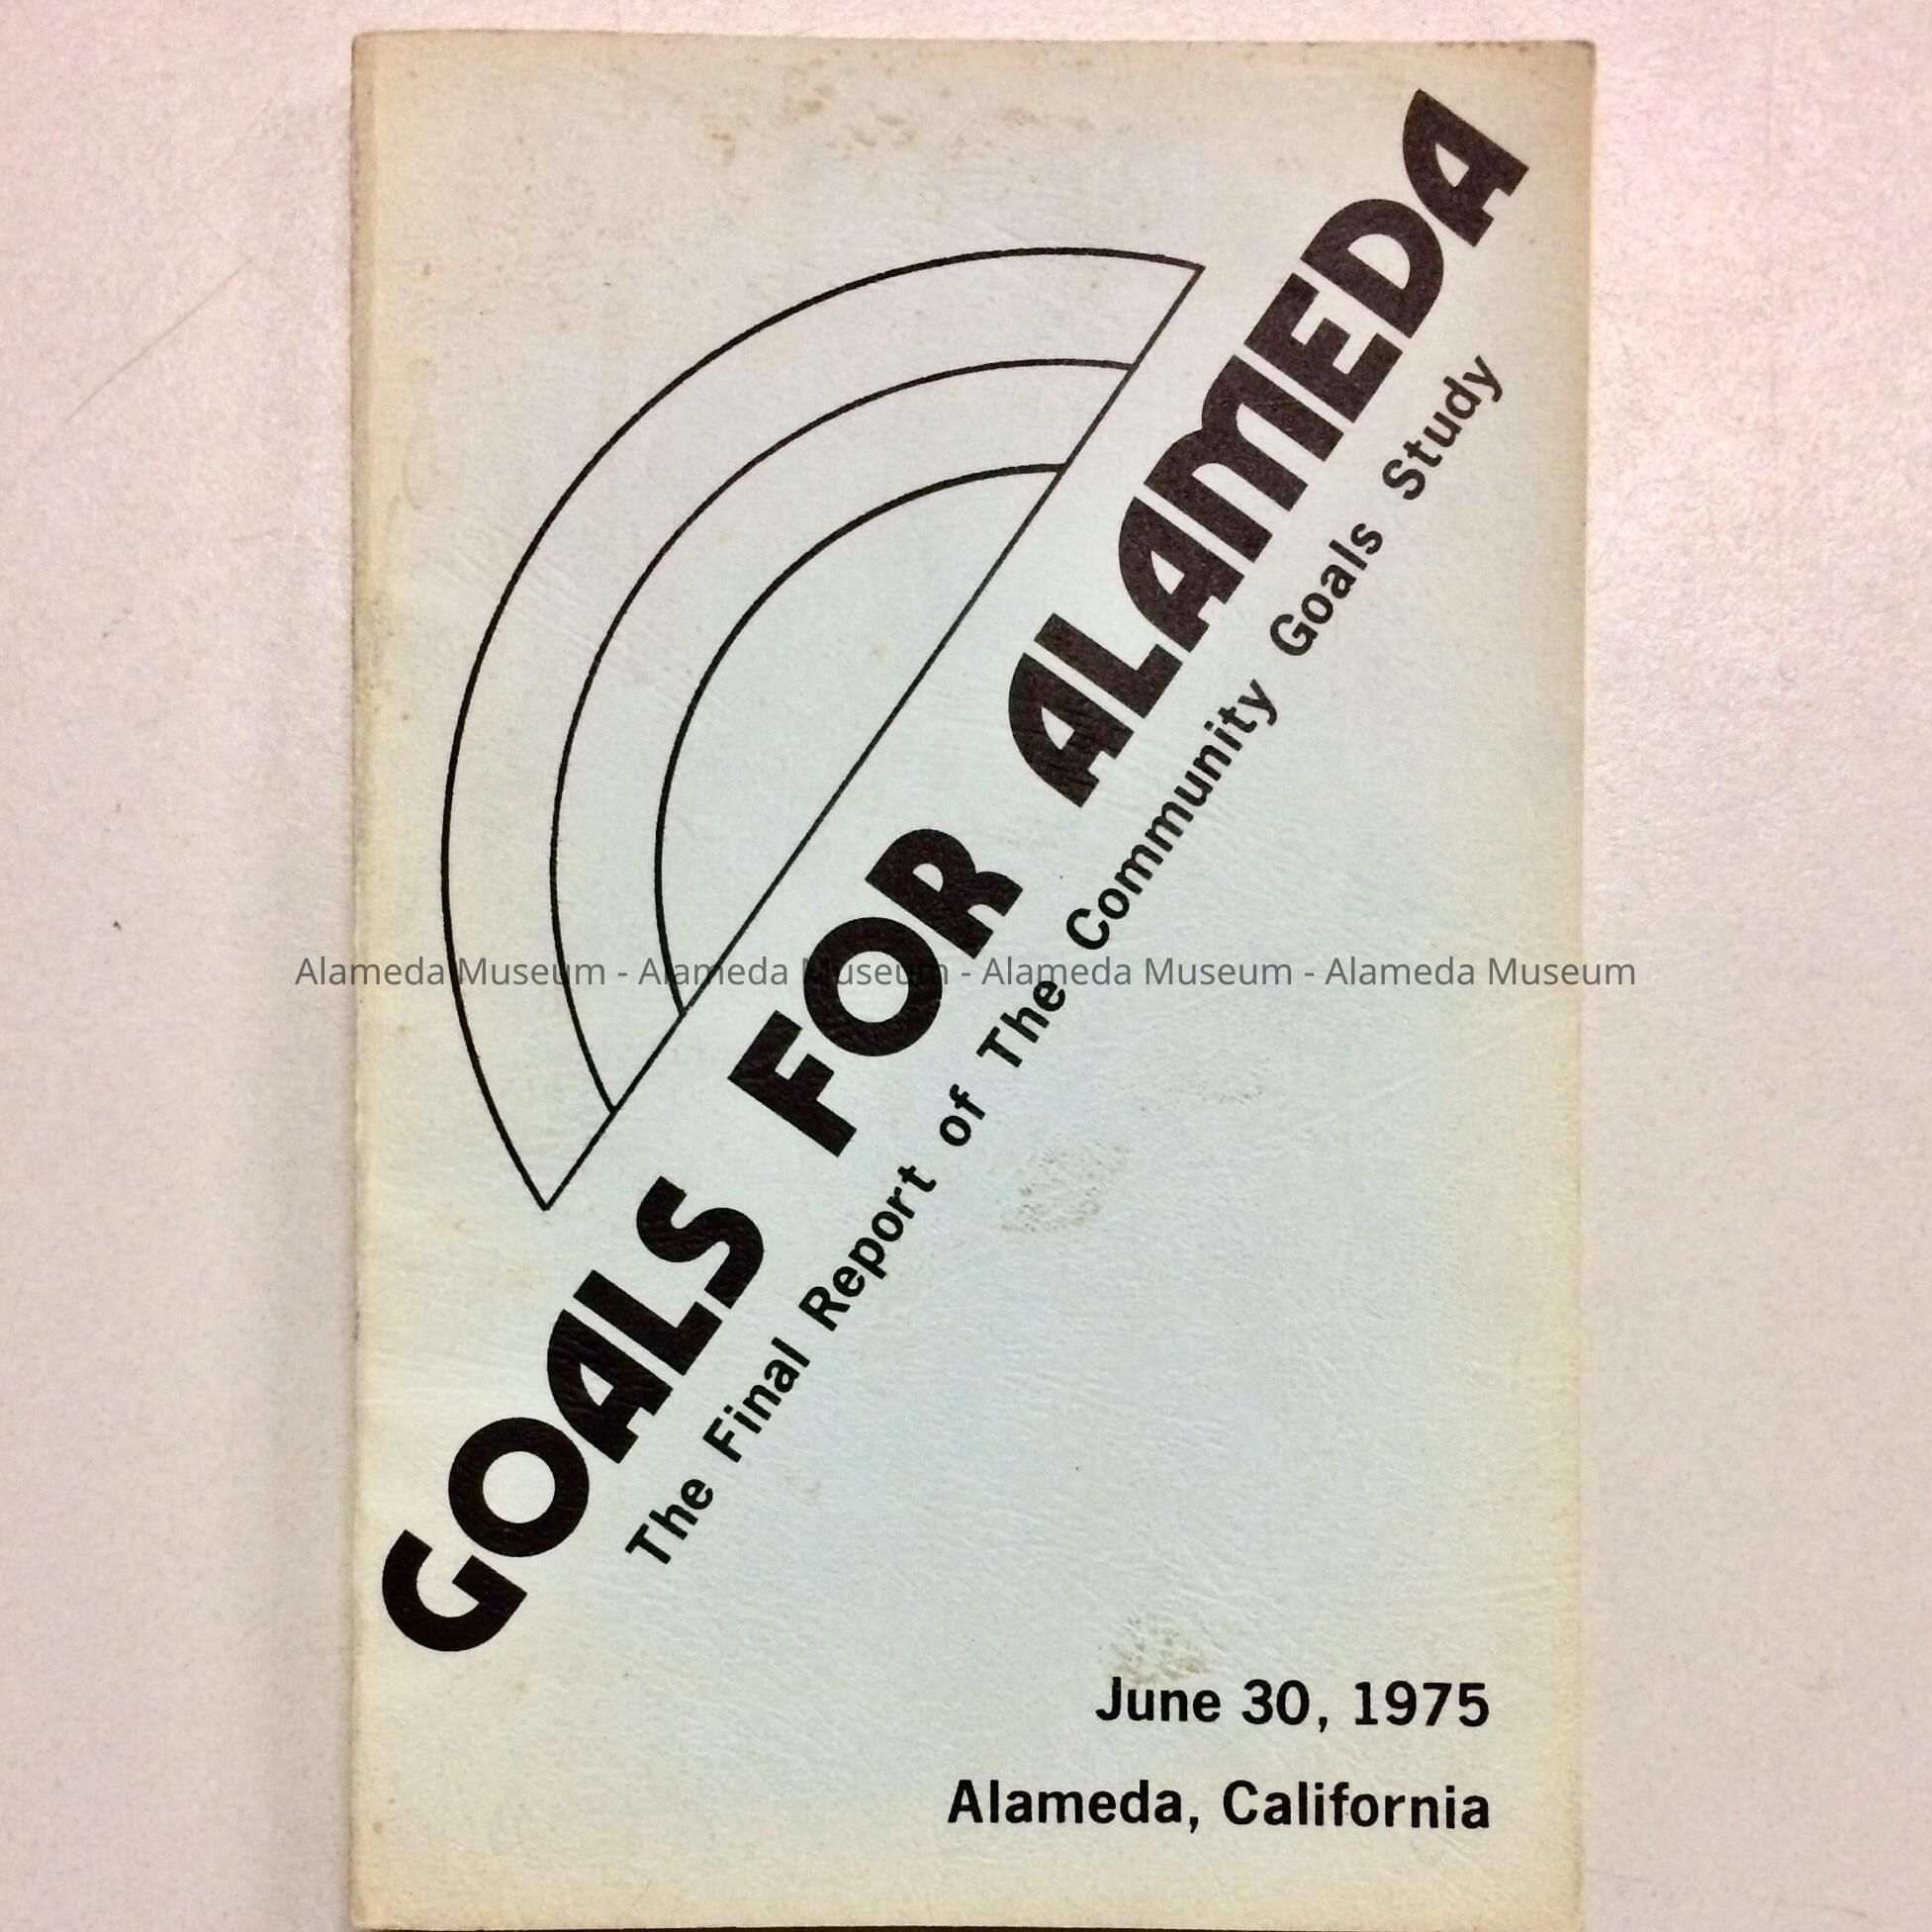 GOALS FOR ALAMEDA
The Final Report of The Community Goals Study
Alameda Museum - Alameda Museum - Alameda Museum - Alameda Museum
June 30, 1975
Alameda, California